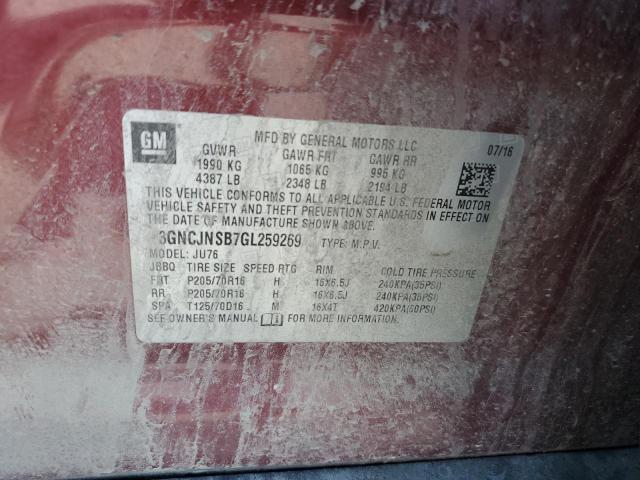 GM
MFD BY GENERAL MOTORS LLC 07/16
GVWR GAWR FRT GAWR RR
1990 KG 1065 KG 995 KG
4387 LB 2348 LB 2194 LB
THIS VEHICLE CONFORMS TO ALL APPLICABLE U.S. FEDERAL MOTOR
VEHICLE SAFETY AND THEFT PREVENTION STANDARDS IN EFFECT ON
THE DATE OF MANUFACTURE SHOWN ABOVE.
3GNCJNSB7GL259269 TYPE: M.P.V.
MODEL: JU76
JBBQ TIRE SIZE SPEED RTG RIM COLD TIRE PRESSURE
FRT P205/70R16 H 16X6.5J 240KPA(35PSI)
RR P205/70R16 H 16X6.5J 240KPA(35PSI)
SPA T125/70D16 M 16X4T 420KPA(60PSI)
SEE OWNER'S MANUAL FOR MORE INFORMATION.